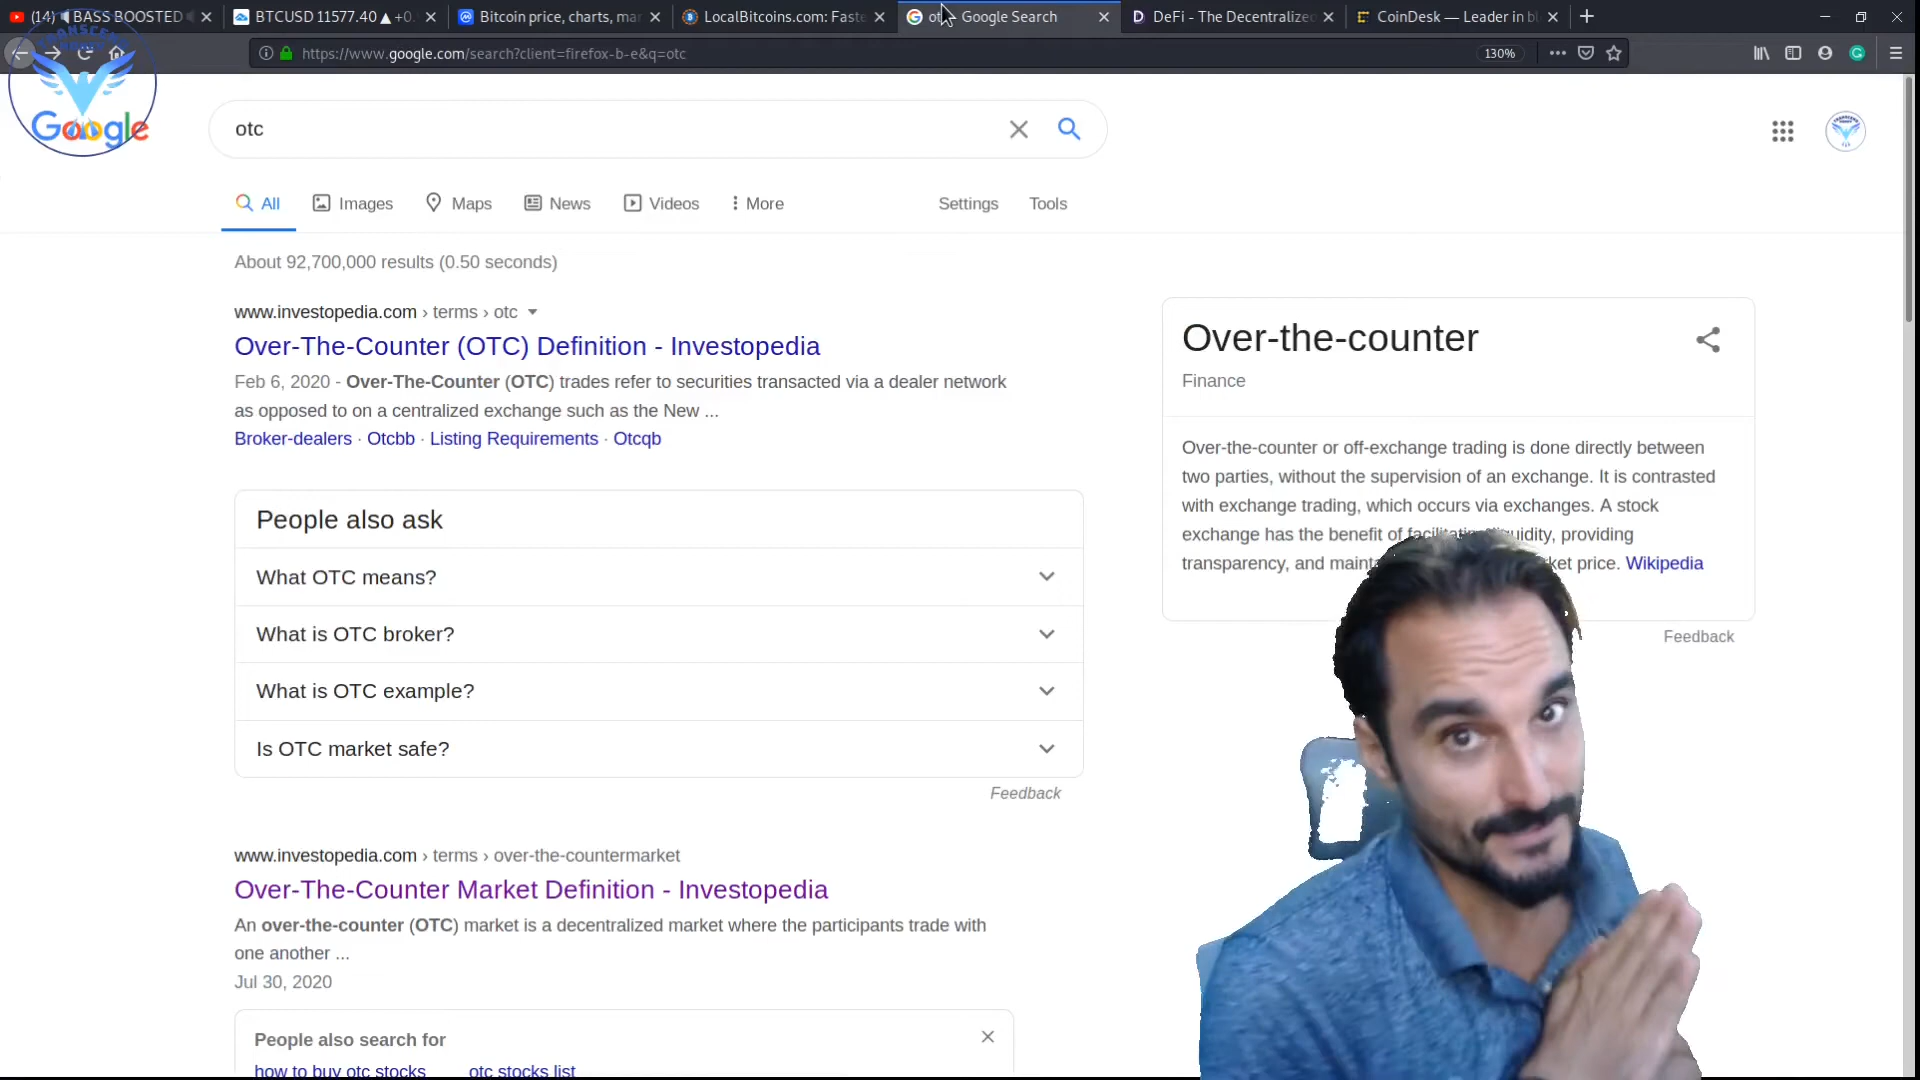 (14) BASS BOOSTED
BTCUSD 11577.40 ▲ +0.
Bitcoin price, charts, mar
LocalBitcoins.com: Faste
Google Search
DeFi - The Decentralize
CoinDesk — Leader in bl
https://www.google.com/search?client=firefox-b-e&q=otc
130%
TRANSCEND
Google
otc
All
Images
Maps
News
Videos
More
Settings
Tools
About 92,700,000 results (0.50 seconds)
www.investopedia.com › terms › otc
Over-The-Counter (OTC) Definition - Investopedia
Feb 6, 2020 - Over-The-Counter (OTC) trades refer to securities transacted via a dealer network
as opposed to on a centralized exchange such as the New ...
Broker-dealers · Otcbb · Listing Requirements · Otcqb
People also ask
What OTC means?
What is OTC broker?
What is OTC example?
Is OTC market safe?
Feedback
www.investopedia.com › terms › over-the-countermarket
Over-The-Counter Market Definition - Investopedia
An over-the-counter (OTC) market is a decentralized market where the participants trade with
one another ...
Jul 30, 2020
People also search for
how to buy otc stocks
otc stocks list
Over-the-counter
Finance
Over-the-counter or off-exchange trading is done directly between
two parties, without the supervision of an exchange. It is contrasted
with exchange trading, which occurs via exchanges. A stock
exchange has the benefit of providing
transparency, and price. Wikipedia
Feedback